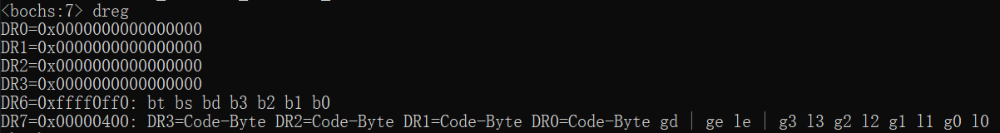 <bochs:7> dreg
DR0=0x0000000000000000
DR1=0x0000000000000000
DR2=0x0000000000000000
DR3=0x0000000000000000
DR6=0xffff0ff0: bt bs bd b3 b2 b1 b0
DR7=0x00000400: DR3=Code-Byte DR2=Code-Byte DR1=Code-Byte DR0=Code-Byte gd | ge le | g3 l3 g2 l2 g1 l1 g0 l0